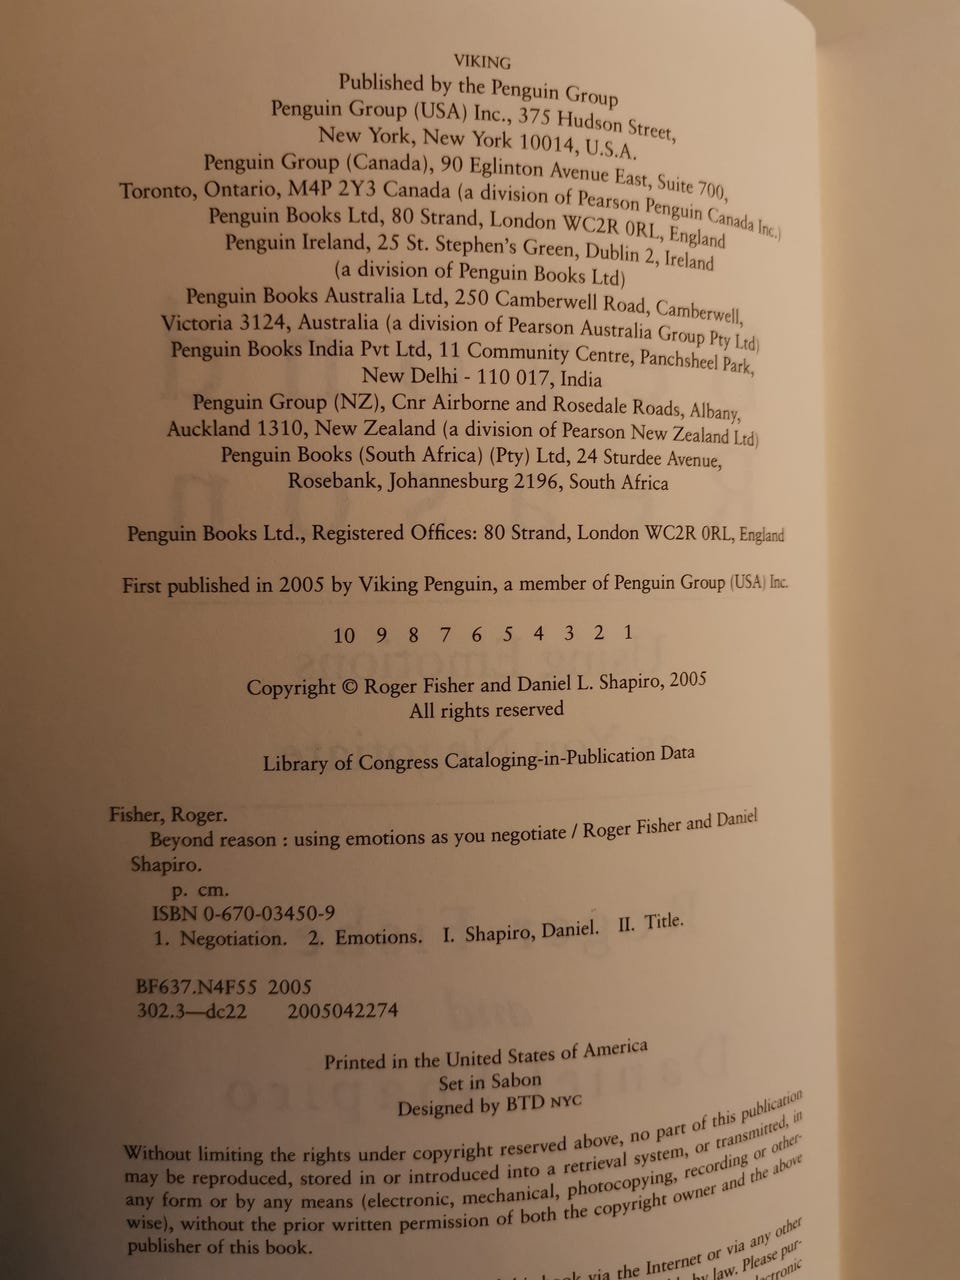 VIKING
Published by the Penguin Group
Penguin Group (USA) Inc., 375 Hudson Street,
New York, New York 10014, U.S.A.
Penguin Group (Canada), 90 Eglinton Avenue East, Suite 700,
Toronto, Ontario, M4P 2Y3 Canada (a division of Pearson Penguin Canada Inc.)
Penguin Books Ltd, 80 Strand, London WC2R 0RL, England
Penguin Ireland, 25 St. Stephen's Green, Dublin 2, Ireland
(a division of Penguin Books Ltd)
Penguin Books Australia Ltd, 250 Camberwell Road, Camberwell,
Victoria 3124, Australia (a division of Pearson Australia Group Pty Ltd)
Penguin Books India Pvt Ltd, 11 Community Centre, Panchsheel Park,
New Delhi - 110 017, India
Penguin Group (NZ), Cnr Airborne and Rosedale Roads, Albany,
Auckland 1310, New Zealand (a division of Pearson New Zealand Ltd)
Penguin Books (South Africa) (Pty) Ltd, 24 Sturdee Avenue,
Rosebank, Johannesburg 2196, South Africa
Penguin Books Ltd., Registered Offices: 80 Strand, London WC2R 0RL, England
First published in 2005 by Viking Penguin, a member of Penguin Group (USA) Inc.
10 9 8 7 6 5 4 3 2 1
Copyright © Roger Fisher and Daniel L. Shapiro, 2005
All rights reserved
Library of Congress Cataloging-in-Publication Data
Fisher, Roger.
Beyond reason : using emotions as you negotiate / Roger Fisher and Daniel
Shapiro.
p. cm.
ISBN 0-670-03450-9
1. Negotiation. 2. Emotions. I. Shapiro, Daniel. II. Title.
BF637.N4F55 2005
302.3—dc22 2005042274
Printed in the United States of America
Set in Sabon
Designed by BTD NYC
Without limiting the rights under copyright reserved above, no part of this publication
may be reproduced, stored in or introduced into a retrieval system, or transmitted, in
any form or by any means (electronic, mechanical, photocopying, recording or other-
wise), without the prior written permission of both the copyright owner and the above
publisher of this book.
via the Internet or via any other
by law. Please pur-